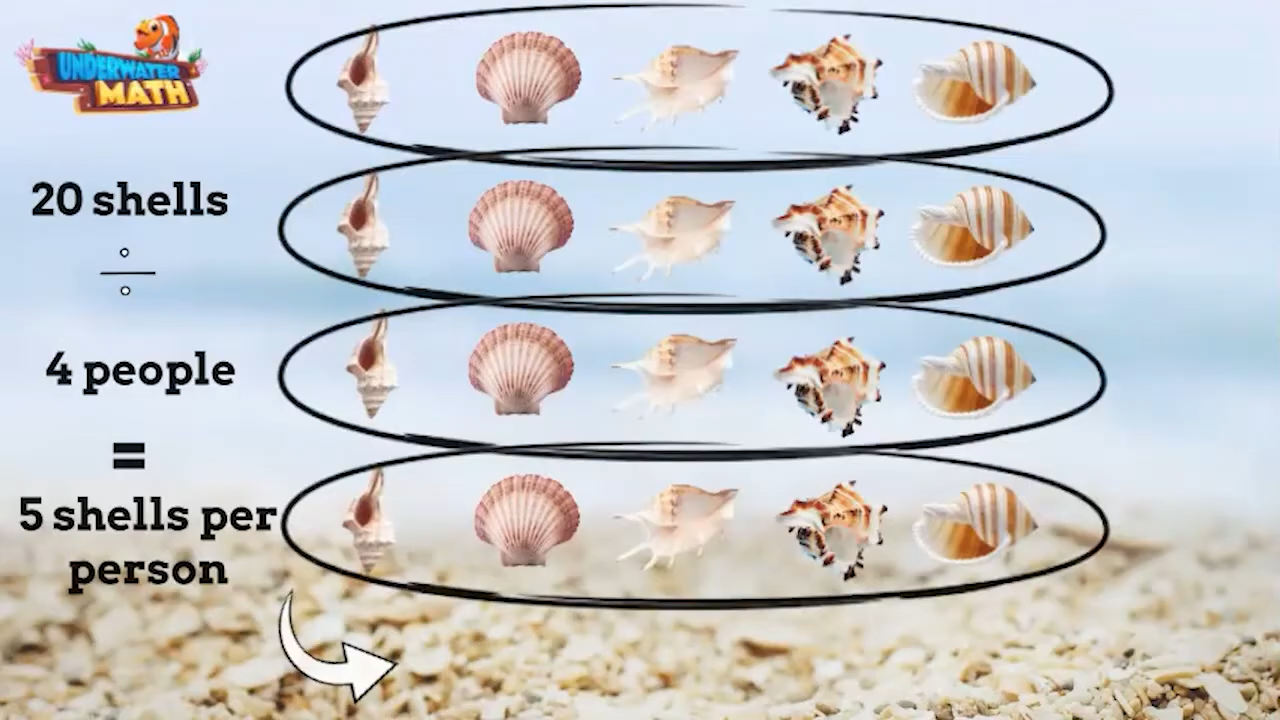 UNDERWATER
MATH
20 shells
÷
4 people
=
5 shells per
person